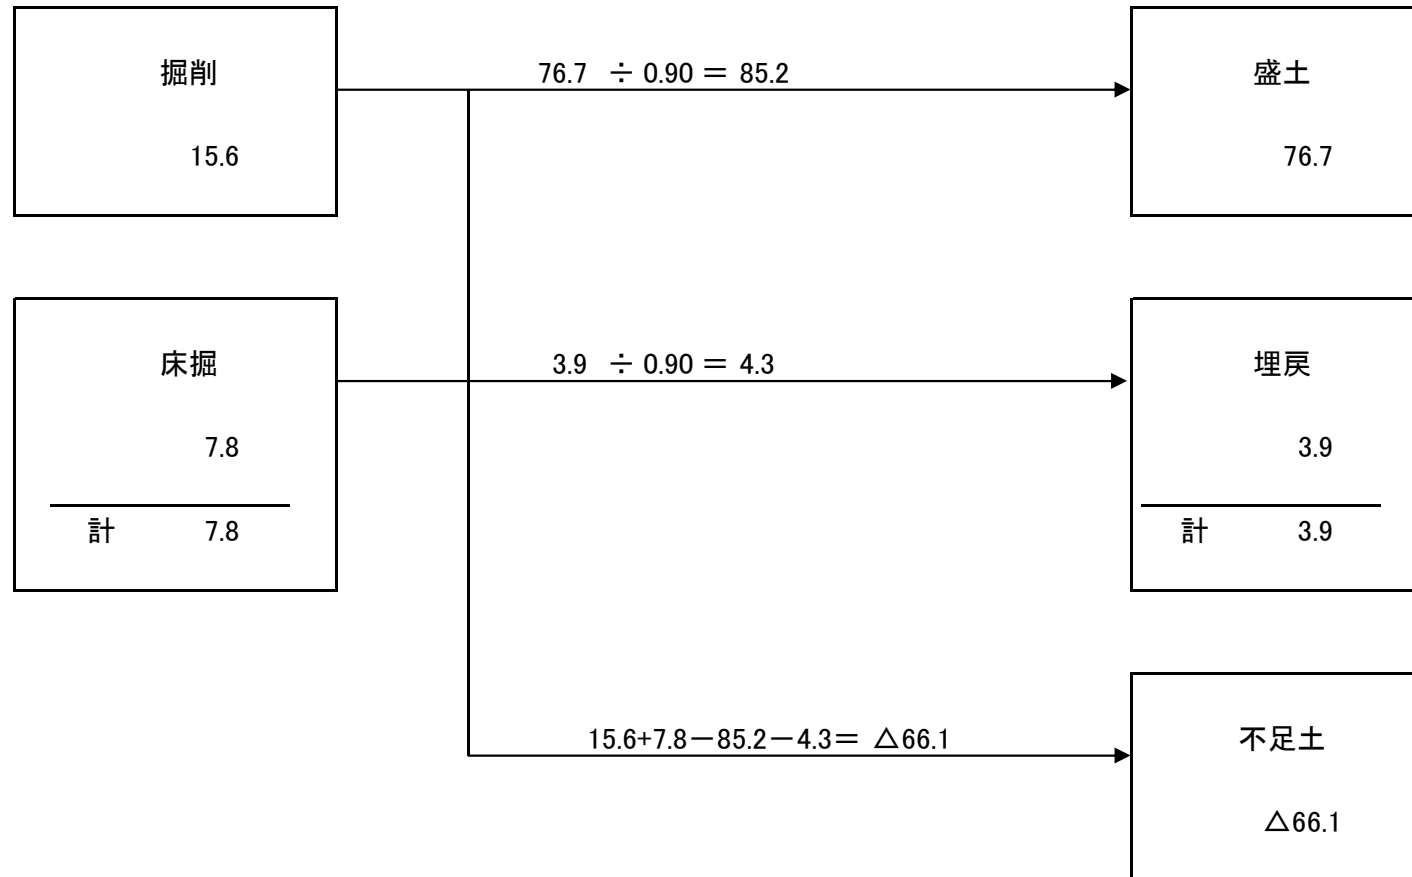 掘削
76.7 ÷ 0.90 = 85.2
盛土
15.6
76.7
床掘
3.9 ÷ 0.90 = 4.3
埋戻
7.8
3.9
計 7.8
計 3.9
15.6+7.8－85.2－4.3＝ △66.1
不足土
△66.1